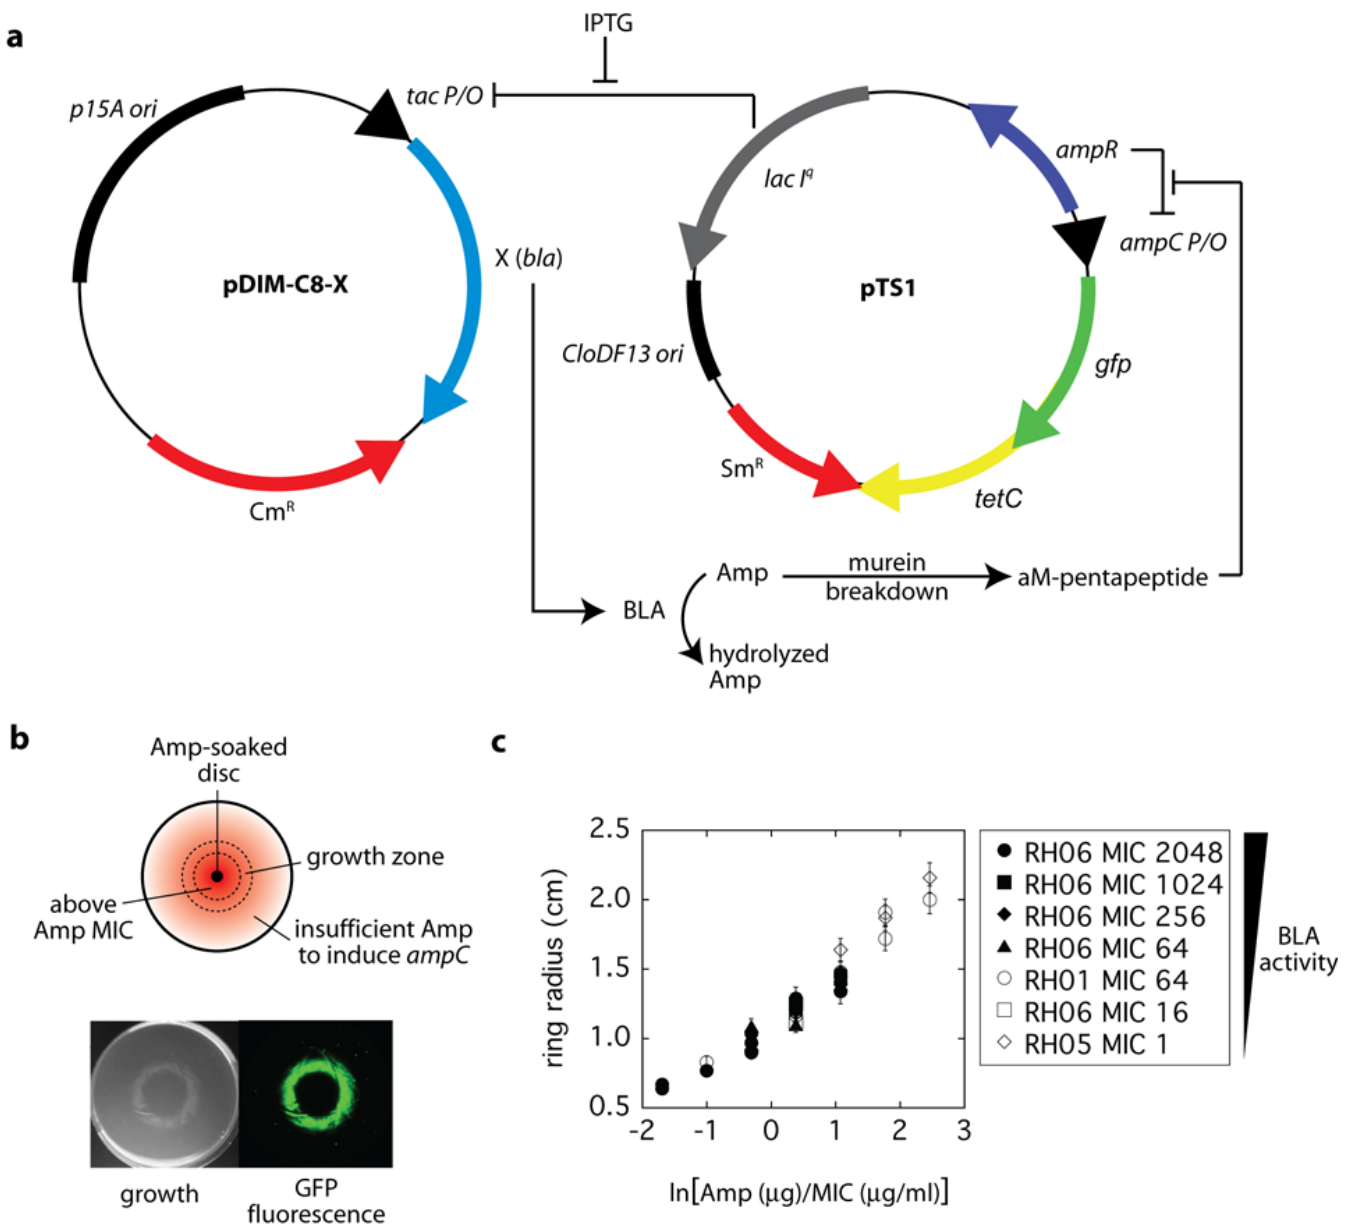 a
IPTG
p15A ori
tac P/O
lac Iq
ampR
ampC P/O
pDIM-C8-X
X (bla)
pTS1
CloDF13 ori
gfp
SmR
tetC
CmR
Amp
murein
breakdown
aM-pentapeptide
BLA
hydrolyzed
Amp
b
Amp-soaked
disc
growth zone
above
Amp MIC
insufficient Amp
to induce ampC
growth
GFP
fluorescence
c
ring radius (cm)
2.5
2.0
1.5
1.0
0.5
-2 -1 0 1 2 3
ln[Amp (μg)/MIC (μg/ml)]
RH06 MIC 2048
RH06 MIC 1024
RH06 MIC 256
RH06 MIC 64
RH01 MIC 64
RH06 MIC 16
RH05 MIC 1
BLA
activity